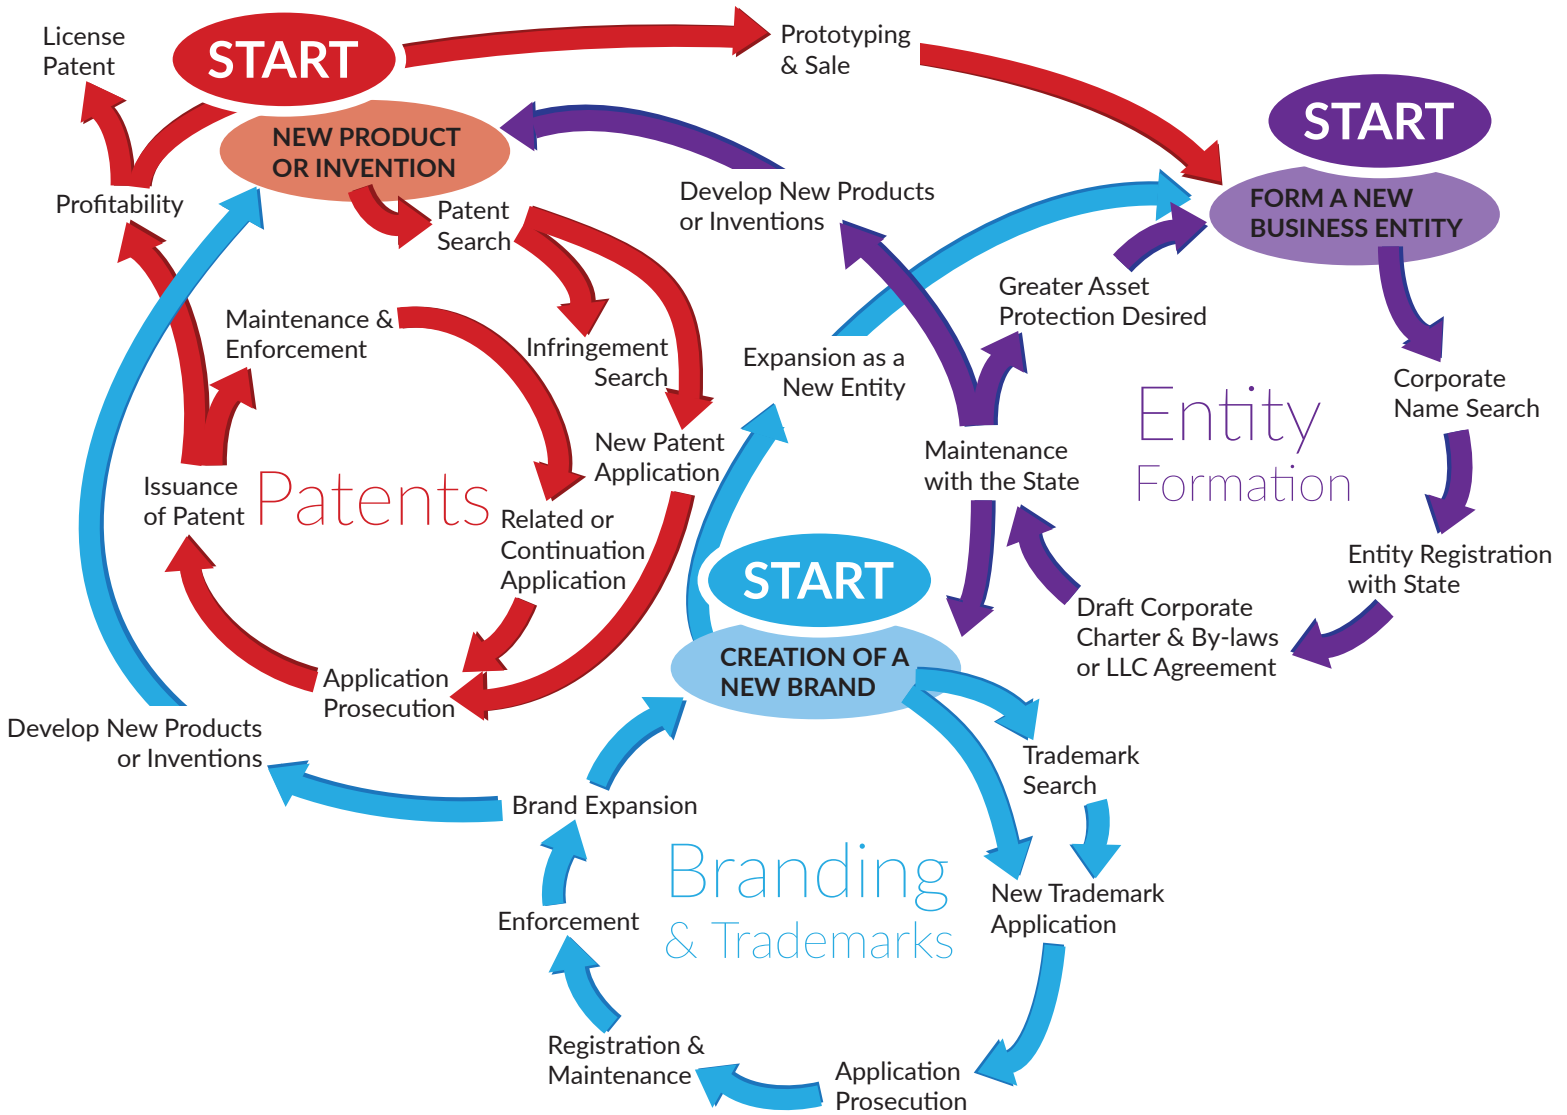 License
Patent
START
NEW PRODUCT
OR INVENTION
Prototyping
& Sale
START
FORM A NEW
BUSINESS ENTITY
Profitability
Patent
Search
Develop New Products
or Inventions
Greater Asset
Protection Desired
Maintenance &
Enforcement
Infringement
Search
Expansion as a
New Entity
Corporate
Name Search
Entity
Formation
New Patent
Application
Maintenance
with the State
Issuance
of Patent
Patents
Related or
Continuation
Application
Entity Registration
with State
START
CREATION OF A
NEW BRAND
Draft Corporate
Charter & By-laws
or LLC Agreement
Application
Prosecution
Develop New Products
or Inventions
Trademark
Search
Brand Expansion
Branding
& Trademarks
New Trademark
Application
Enforcement
Registration &
Maintenance
Application
Prosecution